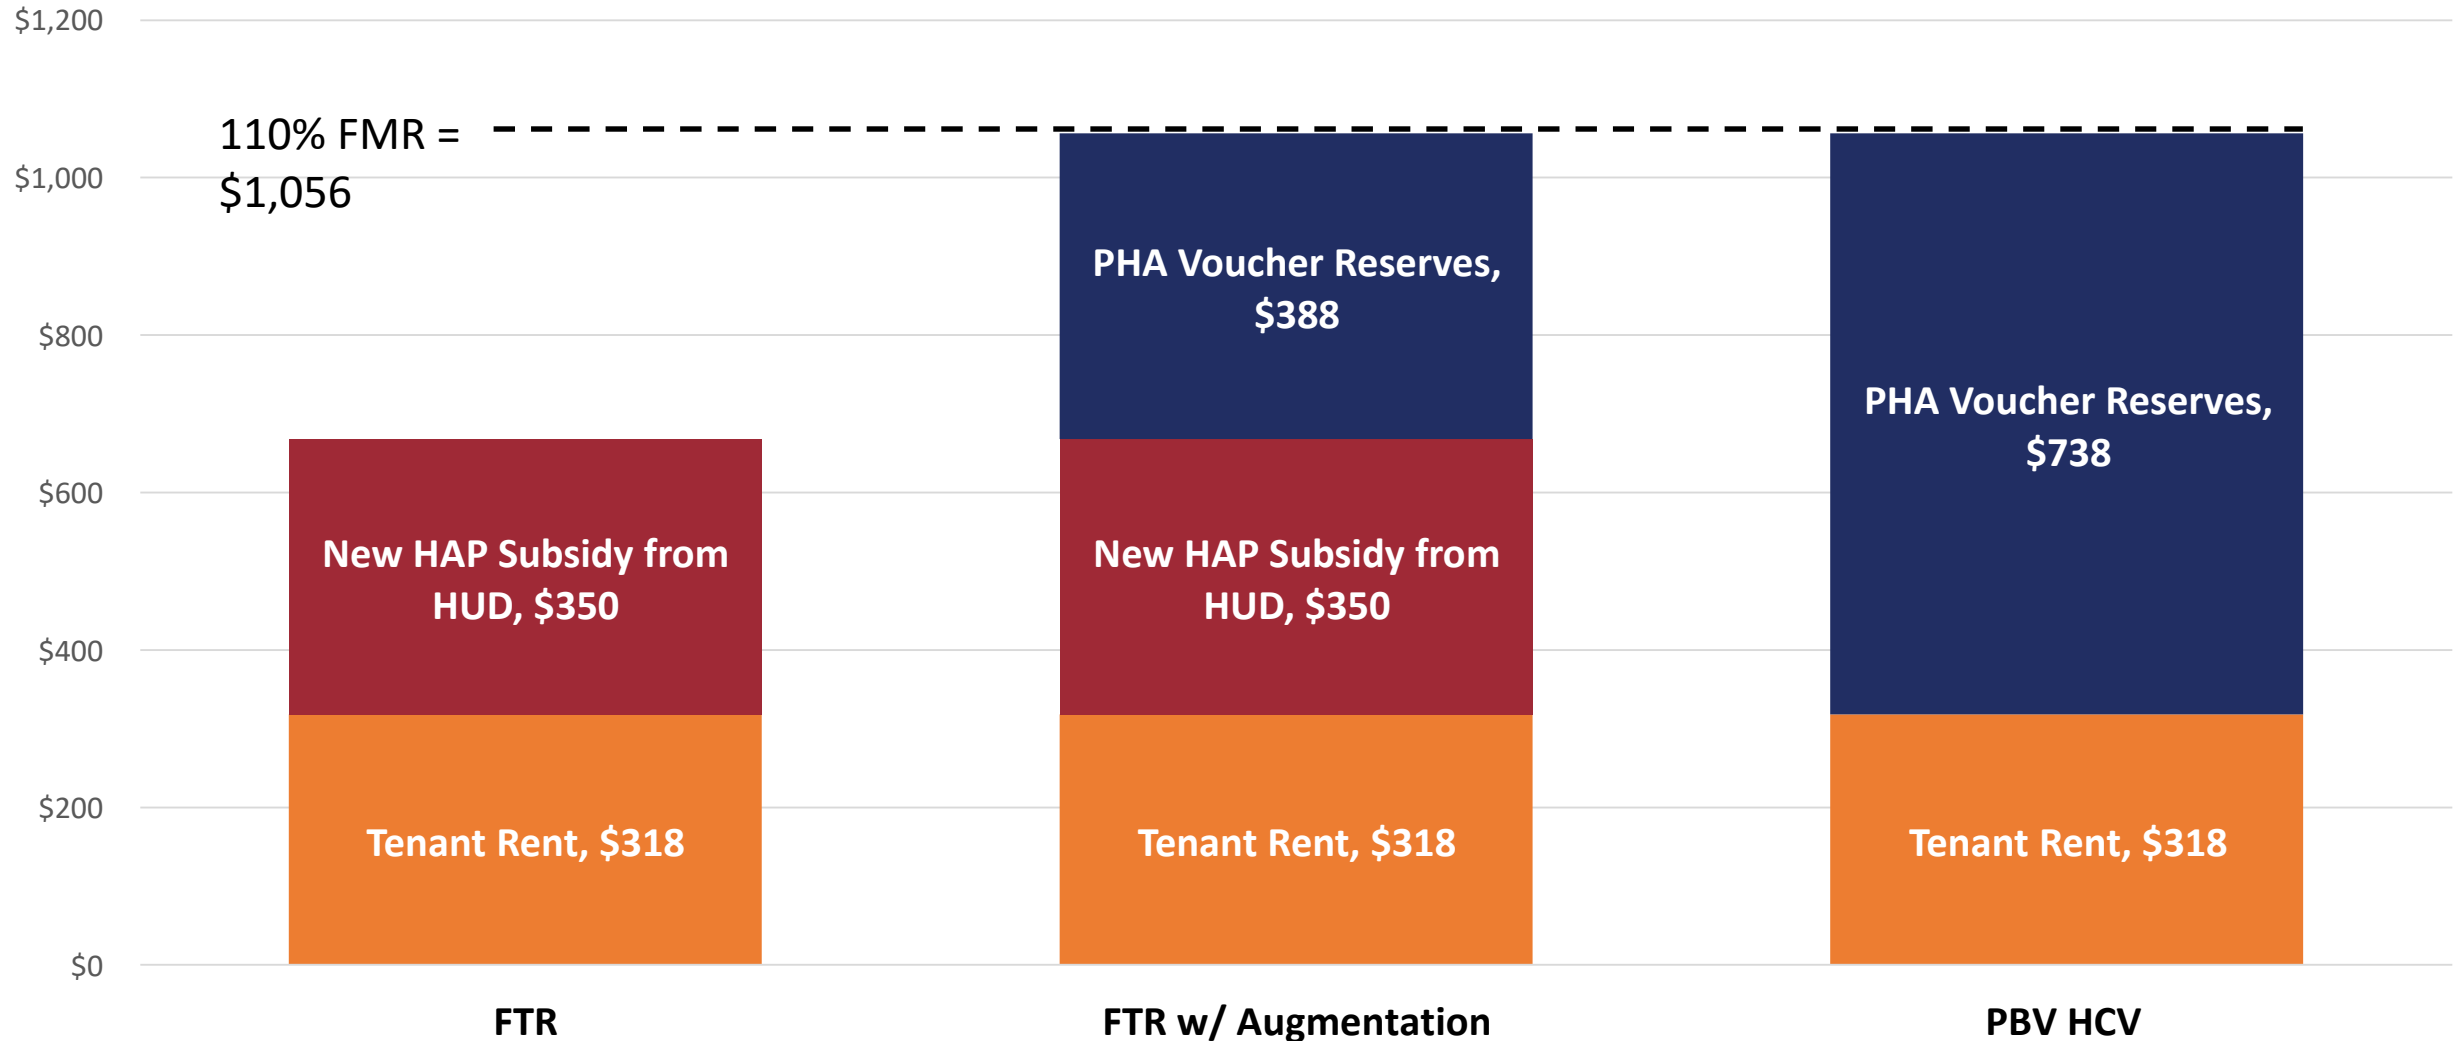 $1,200
110% FMR =
$1,056
$1,000
PHA Voucher Reserves,
$388
$800
PHA Voucher Reserves,
$738
$600
New HAP Subsidy from
HUD, $350
New HAP Subsidy from
HUD, $350
$400
$200
Tenant Rent, $318
Tenant Rent, $318
Tenant Rent, $318
$0
FTR
FTR w/ Augmentation
PBV HCV